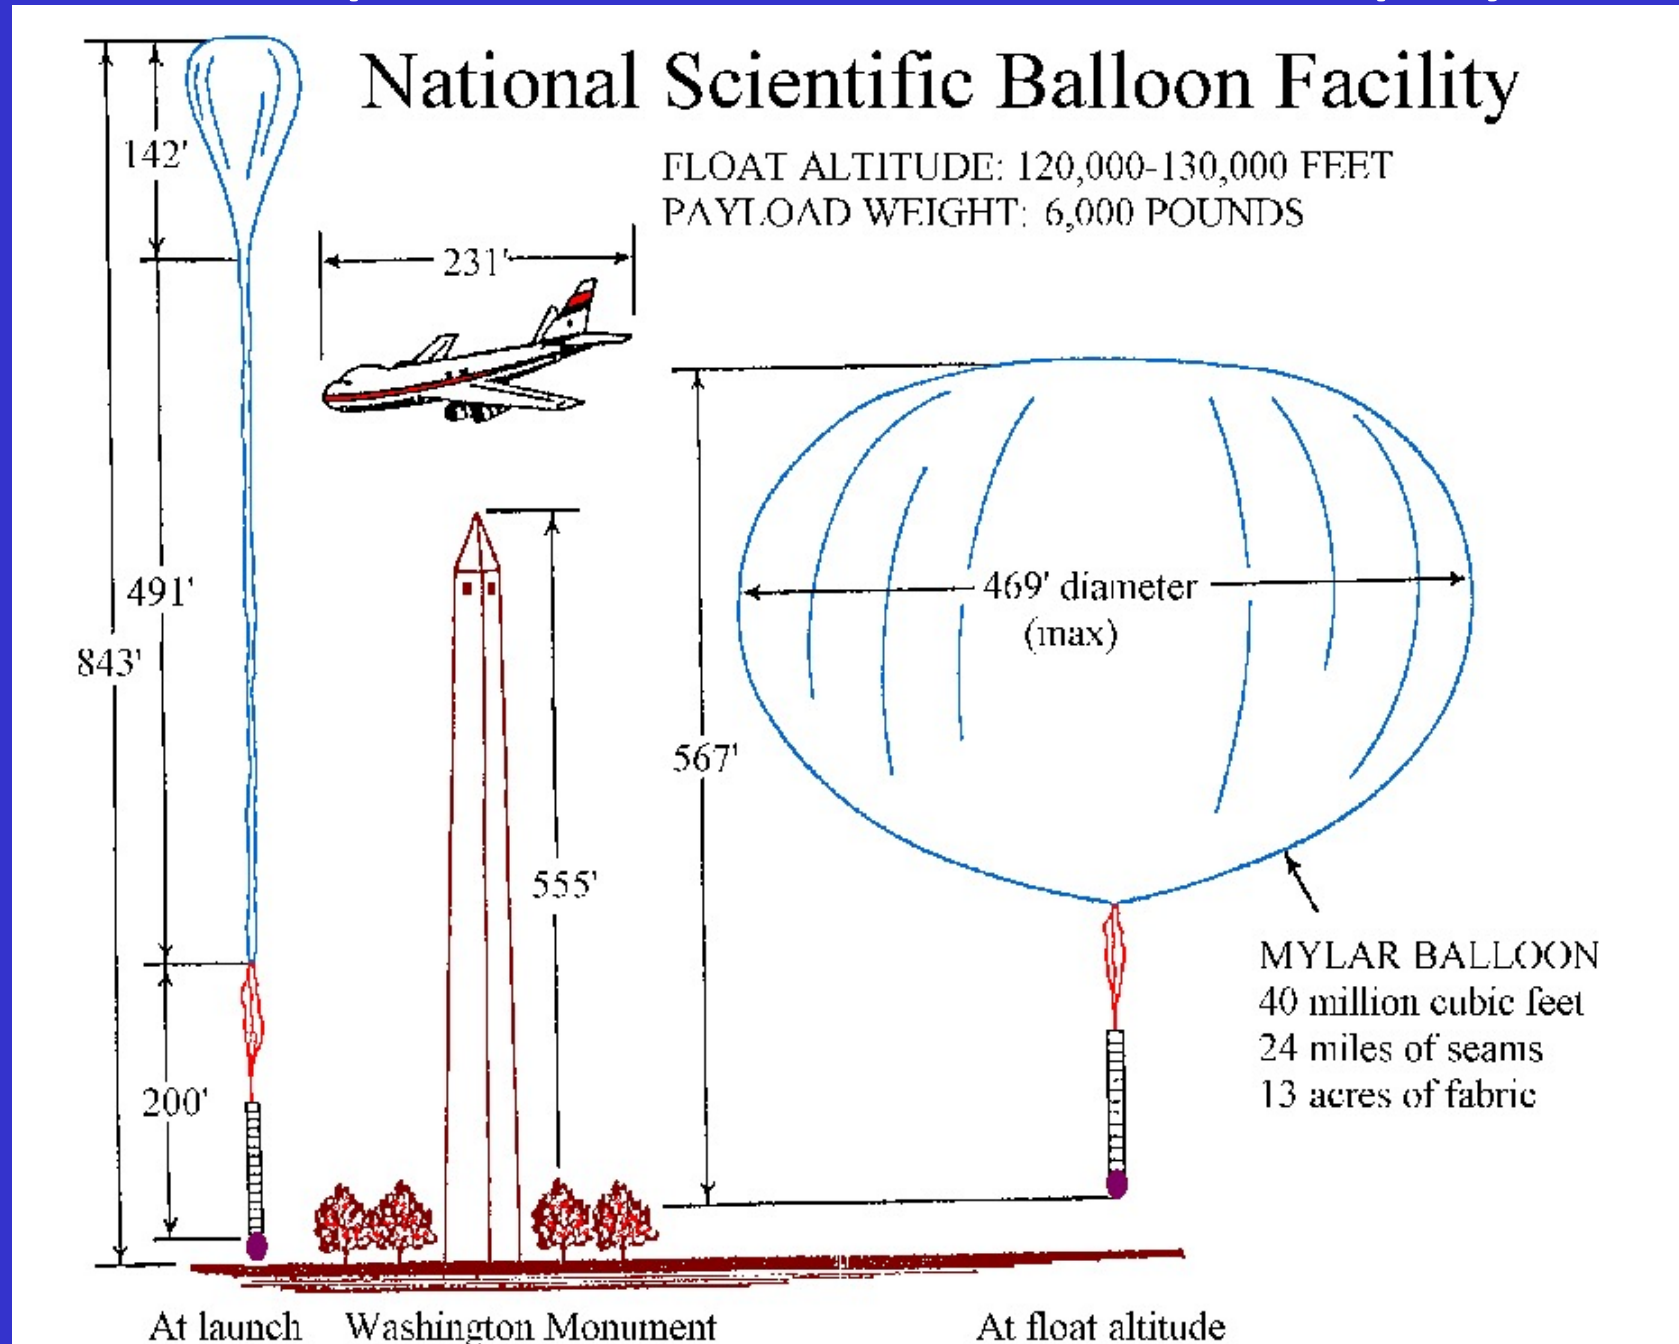 National Scientific Balloon Facility
FLOAT ALTITUDE: 120,000-130,000 FEET
PAYLOAD WEIGHT: 6,000 POUNDS
142'
231'
491'
843'
469' diameter
(max)
567'
555'
200'
MYLAR BALLOON
40 million cubic feet
24 miles of seams
13 acres of fabric
At launch
Washington Monument
At float altitude